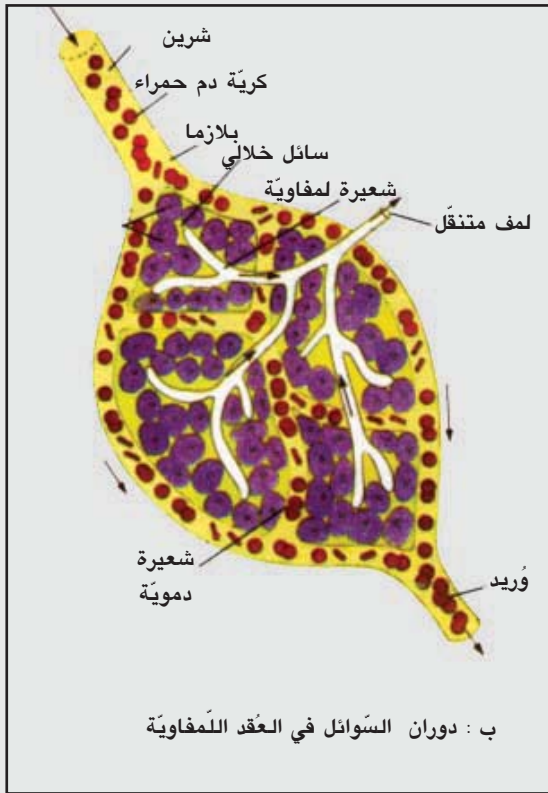 شرين
كريّة دم حمراء
بلازما
سائل خلالي
شعيرة لمفاويّة
لمف متنقّل
شعيرة
دمويّة
وُريد
ب : دوران السّوائل في العُقد اللّمفاويّة